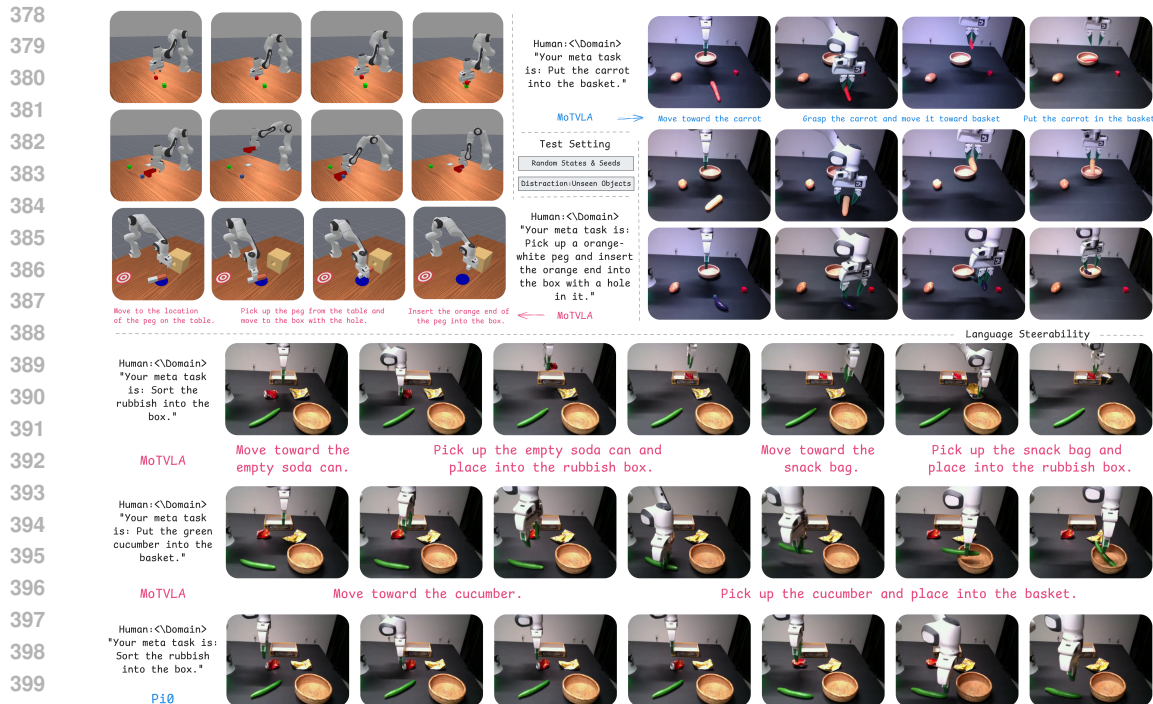 378
379
380
381
382
383
384
385
386
387
388
389
390
391
392
393
394
395
396
397
398
399
Human:<\Domain>
"Your meta task
is: Put the carrot
into the basket."
MoTVLA
Move toward the carrot
Grasp the carrot and move it toward basket
Put the carrot in the basket
Test Setting
Random States & Seeds
Distraction:Unseen Objects
Human:<\Domain>
"Your meta task is:
Pick up a orange-
white peg and insert
the orange end into
the box with a hole
in it."
MoTVLA
Move to the location
of the peg on the table.
Pick up the peg from the table and
move to the box with the hole.
Insert the orange end of
the peg into the box.
Language Steerability
Human:<\Domain>
"Your meta task
is: Sort the
rubbish into the
box."
MoTVLA
Move toward the
empty soda can.
Pick up the empty soda can and
place into the rubbish box.
Move toward the
snack bag.
Pick up the snack bag and
place into the rubbish box.
Human:<\Domain>
"Your meta task
is: Put the green
cucumber into the
basket."
MoTVLA
Move toward the cucumber.
Pick up the cucumber and place into the basket.
Human:<\Domain>
"Your meta task is:
Sort the rubbish
into the box."
Pi0